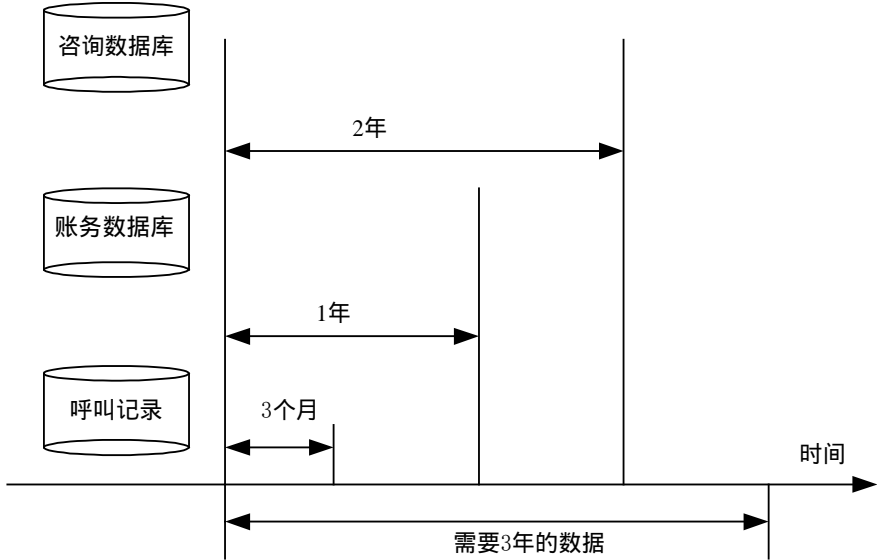 咨询数据库
2年
账务数据库
1年
呼叫记录
3个月
时间
需要3年的数据